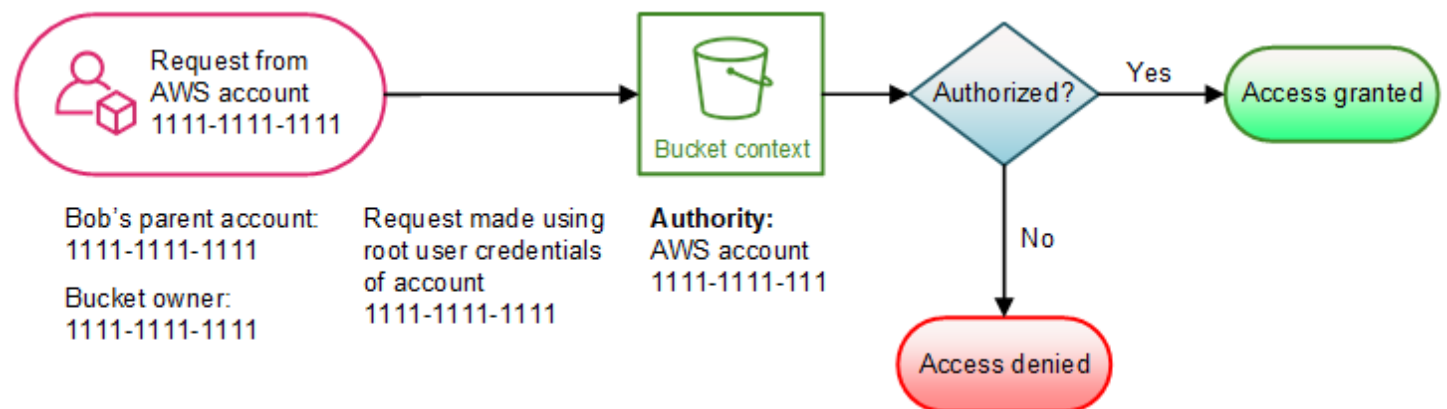 Request from
AWS account
1111-1111-1111
Bucket context
Authorized?
Yes
Access granted
No
Access denied
Bob's parent account:
1111-1111-1111
Bucket owner:
1111-1111-1111
Request made using
root user credentials
of account
1111-1111-1111
Authority:
AWS account
1111-1111-111